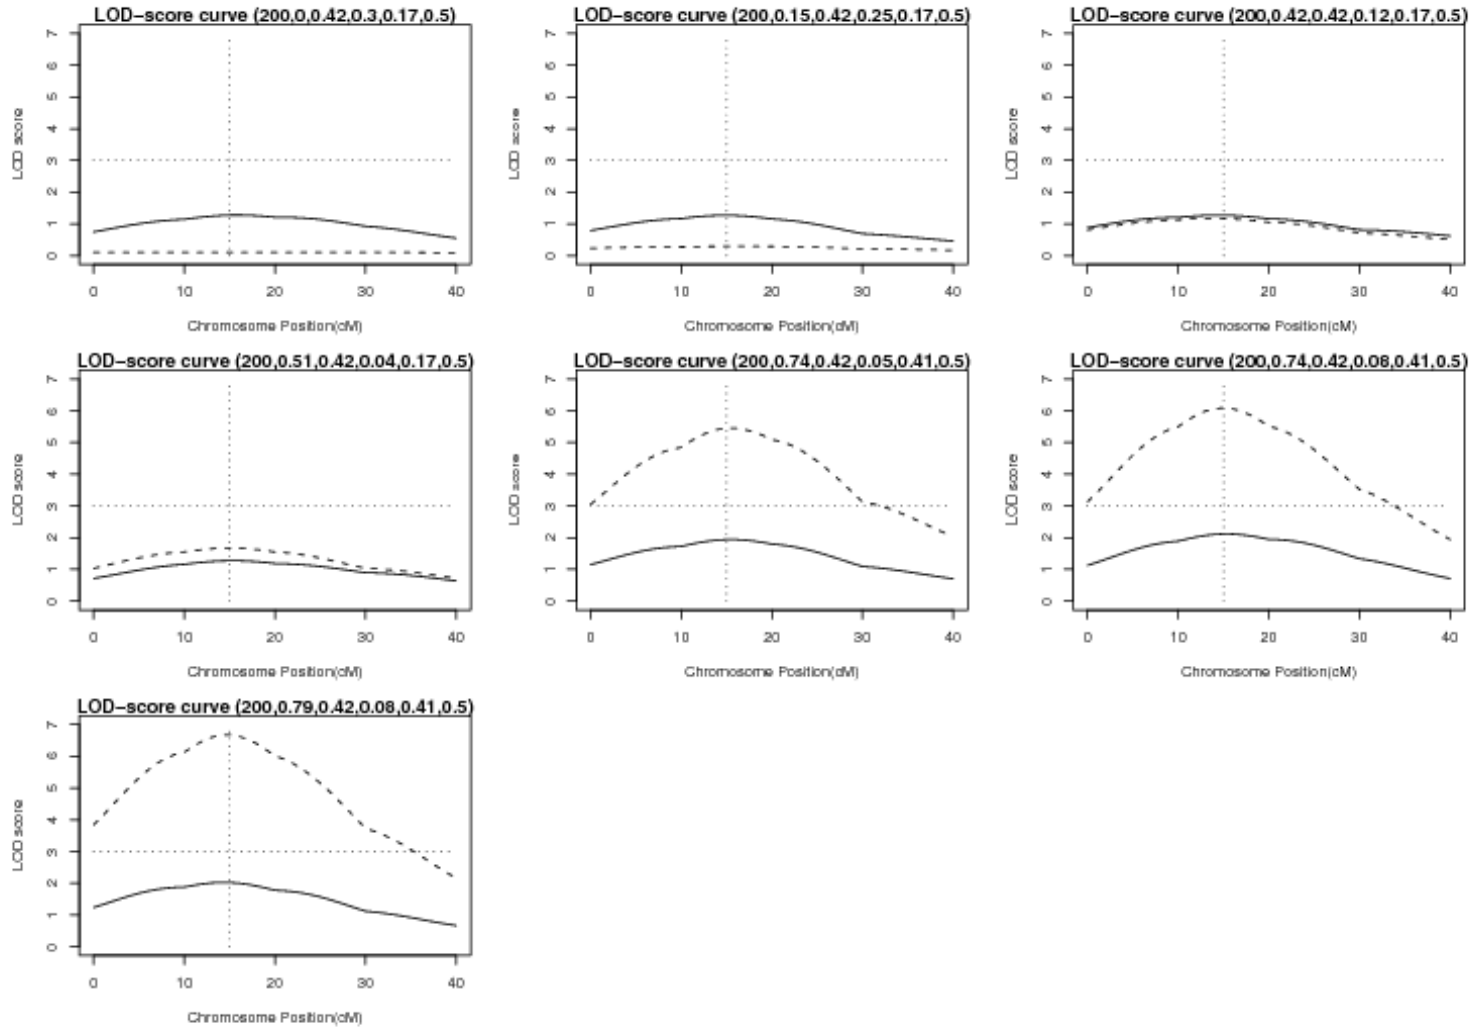 LOD−score curve (200,0,0.42,0.3,0.17,0.5)
LOD score
0 1 2 3 4 5 6 7
0 10 20 30 40
Chromosome Position(cM)
LOD−score curve (200,0.15,0.42,0.25,0.17,0.5)
LOD score
0 1 2 3 4 5 6 7
0 10 20 30 40
Chromosome Position(cM)
LOD−score curve (200,0.42,0.42,0.12,0.17,0.5)
LOD score
0 1 2 3 4 5 6 7
0 10 20 30 40
Chromosome Position(cM)
LOD−score curve (200,0.51,0.42,0.04,0.17,0.5)
LOD score
0 1 2 3 4 5 6 7
0 10 20 30 40
Chromosome Position(cM)
LOD−score curve (200,0.74,0.42,0.05,0.41,0.5)
LOD score
0 1 2 3 4 5 6 7
0 10 20 30 40
Chromosome Position(cM)
LOD−score curve (200,0.74,0.42,0.08,0.41,0.5)
LOD score
0 1 2 3 4 5 6 7
0 10 20 30 40
Chromosome Position(cM)
LOD−score curve (200,0.79,0.42,0.08,0.41,0.5)
LOD score
0 1 2 3 4 5 6 7
0 10 20 30 40
Chromosome Position(cM)